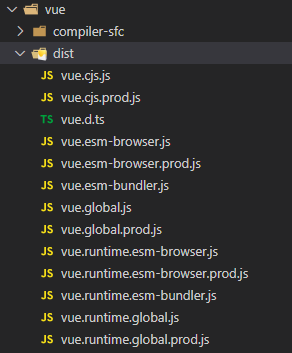 vue
compiler-sfc
dist
JS vue.cjs.js
JS vue.cjs.prod.js
TS vue.d.ts
JS vue.esm-browser.js
JS vue.esm-browser.prod.js
JS vue.esm-bundler.js
JS vue.global.js
JS vue.global.prod.js
JS vue.runtime.esm-browser.js
JS vue.runtime.esm-browser.prod.js
JS vue.runtime.esm-bundler.js
JS vue.runtime.global.js
JS vue.runtime.global.prod.js